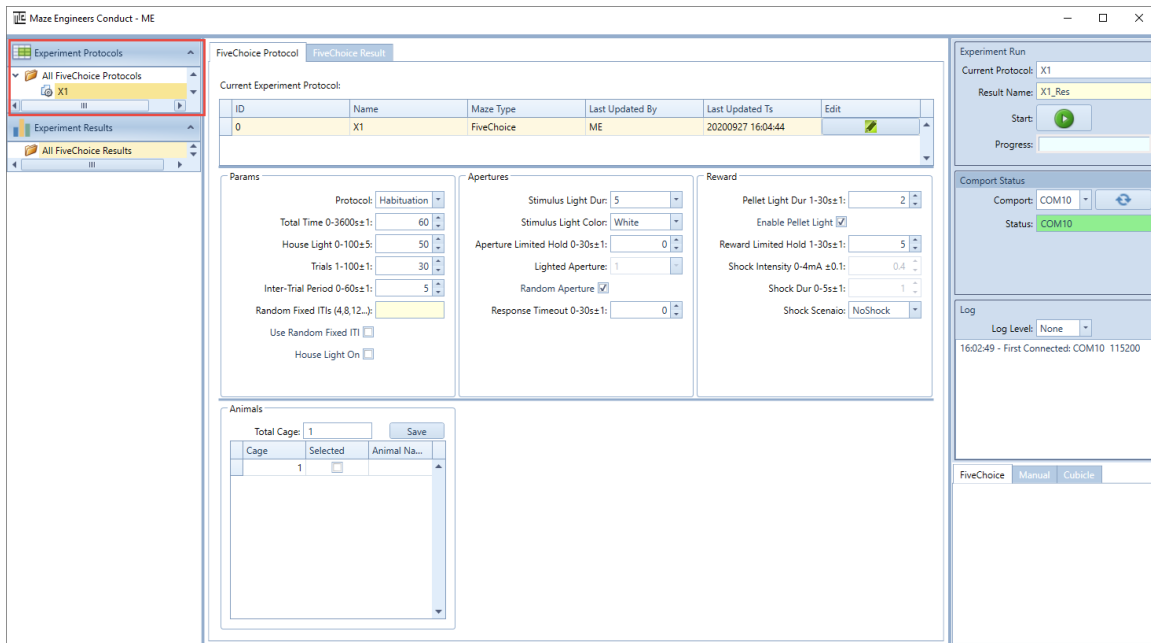 Maze Engineers Conduct - ME
Experiment Protocols
All FiveChoice Protocols
X1
Experiment Results
All FiveChoice Results
FiveChoice Protocol FiveChoice Result
Current Experiment Protocol:
ID Name Maze Type Last Updated By Last Updated Ts Edit
0 X1 FiveChoice ME 20200927 16:04:44
Params
Protocol: Habituation
Total Time 0-3600s±1: 60
House Light 0-100±5: 50
Trials 1-100±1: 30
Inter-Trial Period 0-60s±1: 5
Random Fixed ITIs (4,8,12...):
Use Random Fixed ITI
House Light On
Apertures
Stimulus Light Dur: 5
Stimulus Light Color: White
Aperture Limited Hold 0-30s±1: 0
Lighted Aperture: 1
Random Aperture
Response Timeout 0-30s±1: 0
Reward
Pellet Light Dur 1-30s±1: 2
Enable Pellet Light
Reward Limited Hold 1-30s±1: 5
Shock Intensity 0-4mA ±0.1: 0.4
Shock Dur 0-5s±1: 1
Shock Scenaio: NoShock
Animals
Total Cage: 1 Save
Cage Selected Animal Na...
1
Experiment Run
Current Protocol: X1
Result Name: X1_Res
Start:
Progress:
Comport Status
Comport: COM10
Status: COM10
Log
Log Level: None
16:02:49 - First Connected: COM10 115200
FiveChoice Manual Cubicle